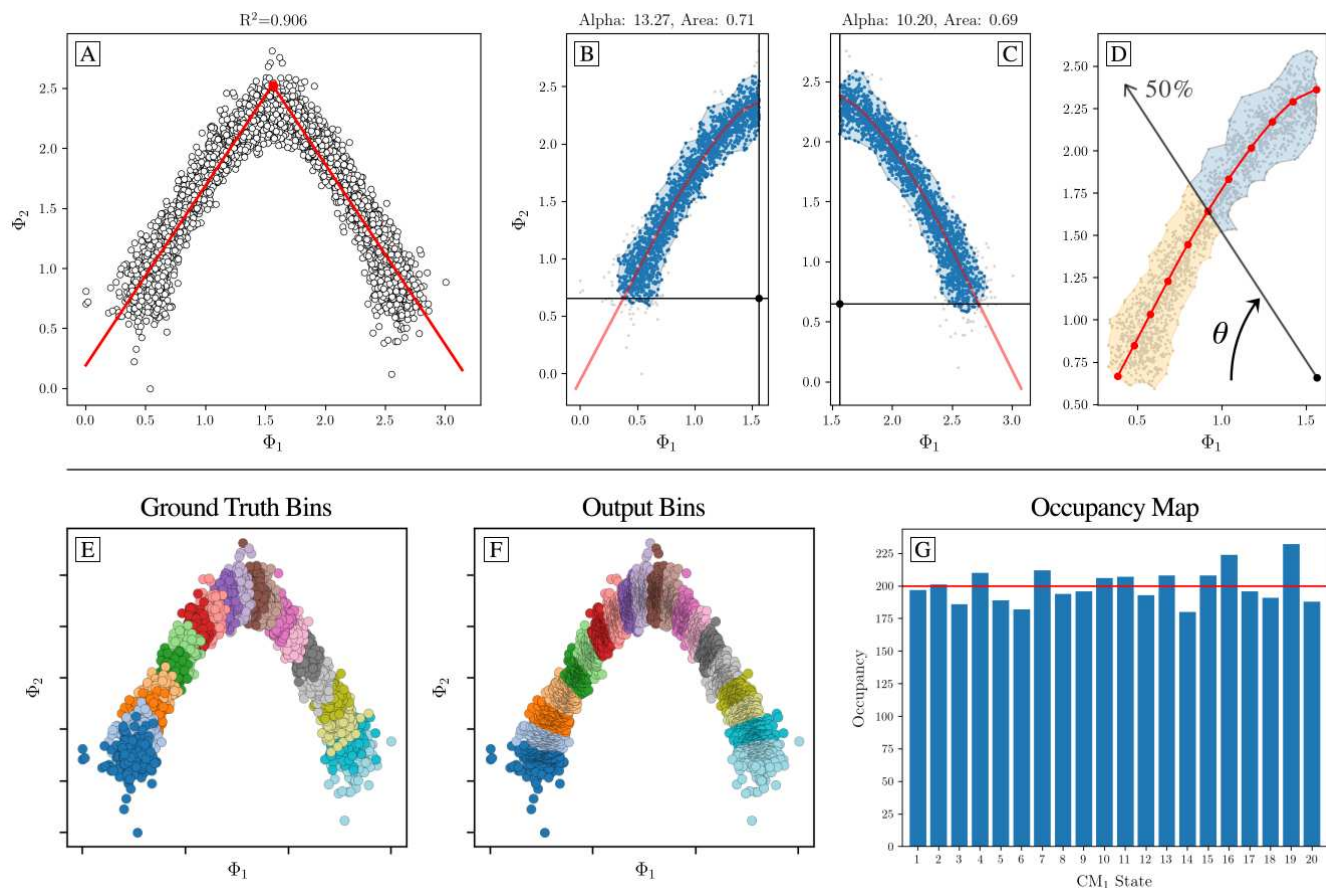 R²=0.906
A
Φ₂
2.5
2.0
1.5
1.0
0.5
0.0
0.0 0.5 1.0 1.5 2.0 2.5 3.0
Φ₁
Alpha: 13.27, Area: 0.71
B
Φ₂
2.5
2.0
1.5
1.0
0.5
0.0
0.0 0.5 1.0 1.5
Φ₁
Alpha: 10.20, Area: 0.69
C
2.5
2.0
1.5
1.0
0.5
0.0
1.5 2.0 2.5 3.0
Φ₁
D
50%
θ
2.50
2.25
2.00
1.75
1.50
1.25
1.00
0.75
0.50
0.5 1.0 1.5
Φ₁
Ground Truth Bins
E
Φ₂
Φ₁
Output Bins
F
Φ₂
Φ₁
Occupancy Map
G
Occupancy
225
200
175
150
125
100
75
50
25
0
1 2 3 4 5 6 7 8 9 10 11 12 13 14 15 16 17 18 19 20
CM₁ State